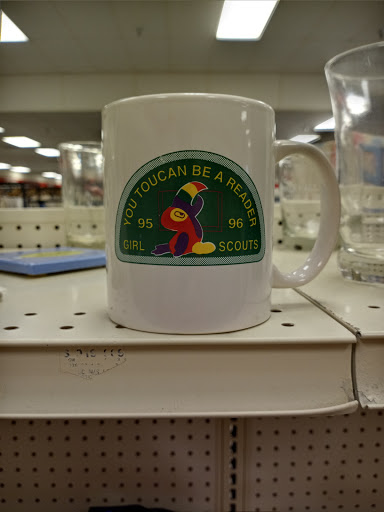 YOU TOUCAN BE A READER
95 96
GIRL SCOUTS